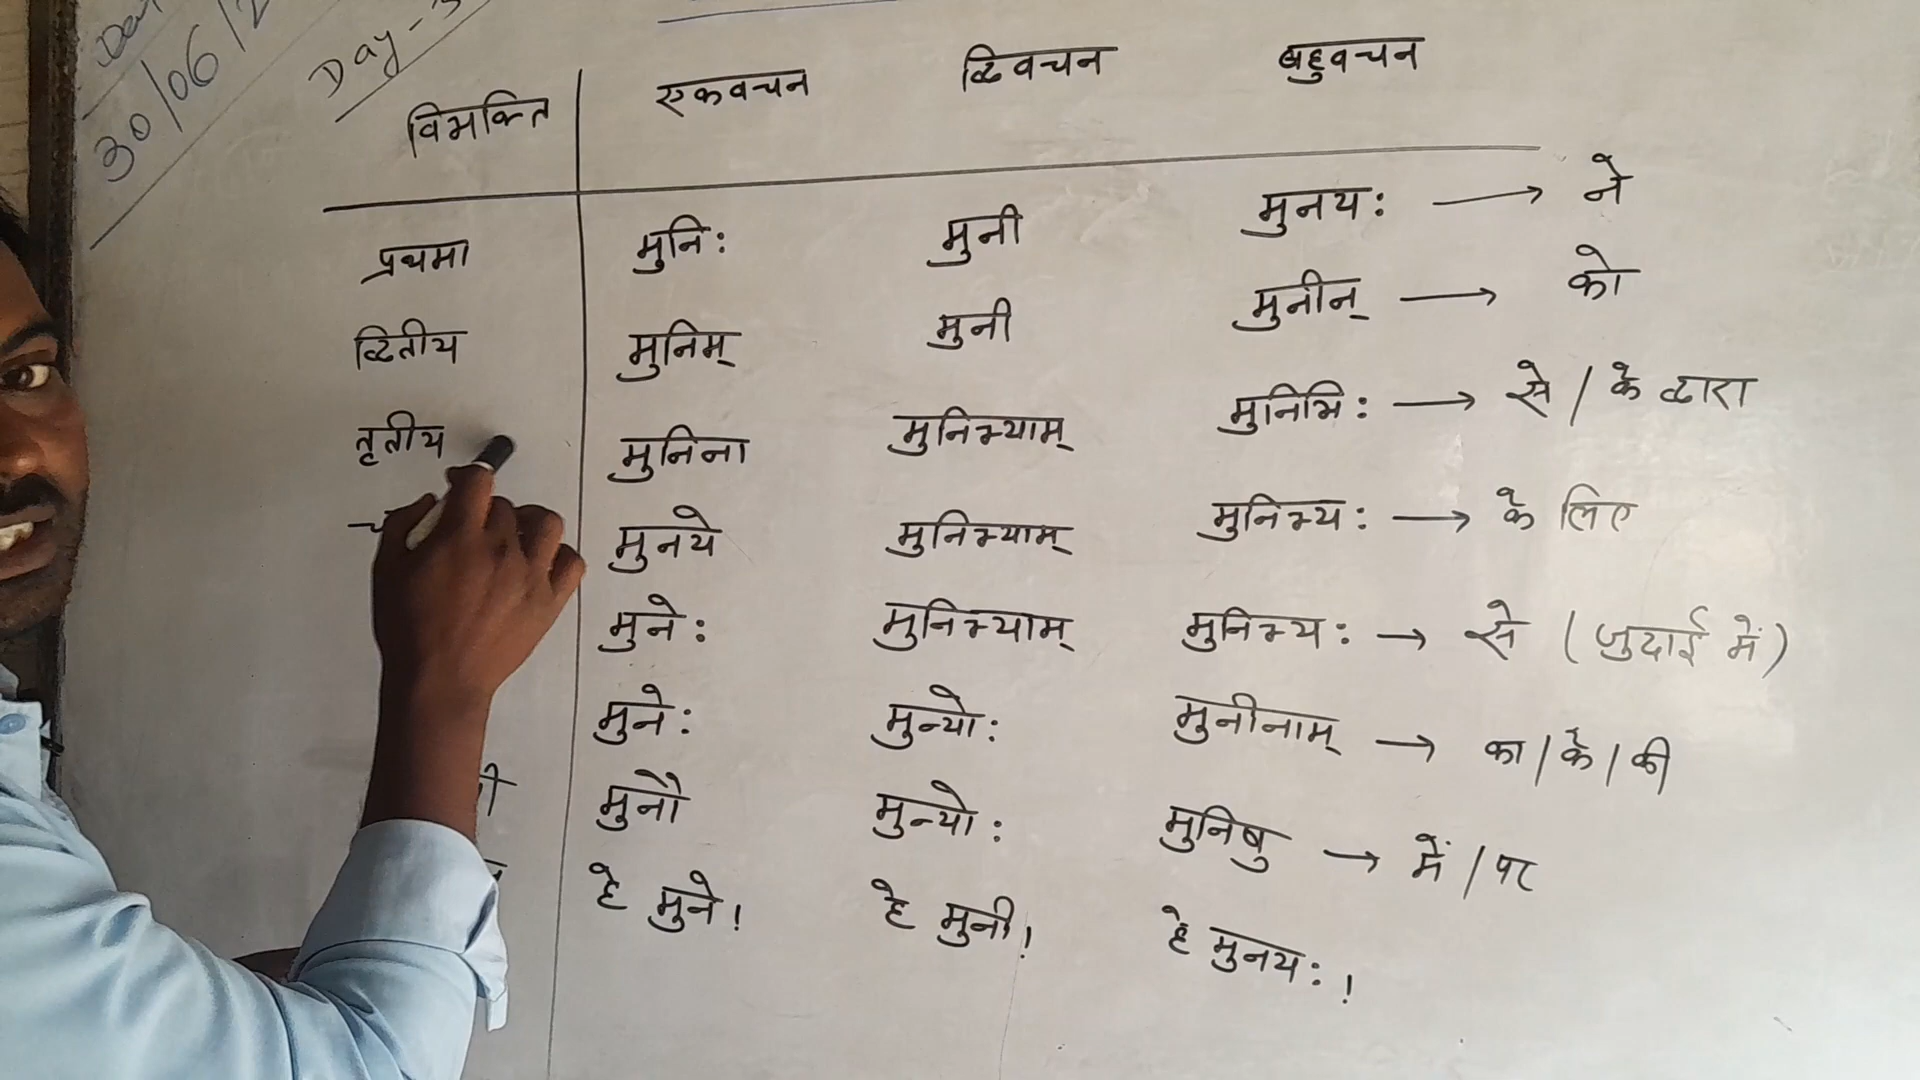 30/06/2
Day-3
विभक्ति एकवचन द्विवचन बहुवचन
प्रथमा मुनिः मुनी मुनयः → ने
द्वितीय मुनिम् मुनी मुनीन् → को
तृतीय मुनिना मुनिभ्याम् मुनिभिः → से / के द्वारा
मुनये मुनिभ्याम् मुनिभ्यः → के लिए
मुनेः मुनिभ्याम् मुनिभ्यः → से (जुदाई में)
मुनेः मुन्योः मुनीनाम् → का / के / की
मुनौ मुन्योः मुनिषु → में / पर
हे मुने! हे मुनी! हे मुनयः!